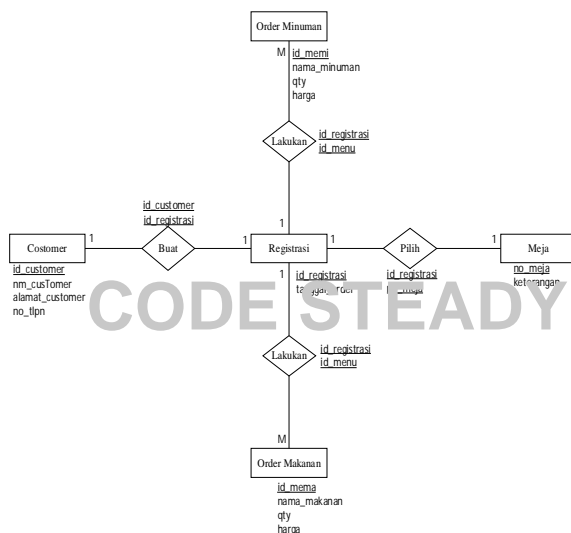 Order Minuman
M
id_memi
nama_minuman
qty
harga
Lakukan
id_registrasi
id_menu
id_customer
id_registrasi
1
Costomer
1
Buat
1
Registrasi
1
Pilih
1
Meja
id_customer
nm_cusTomer
alamat_customer
no_tlpn
1
id_registrasi
id_registrasi
no_meja
keterangan
CODE STEADY
Lakukan
id_registrasi
id_menu
M
Order Makanan
id_mema
nama_makanan
qty
harga